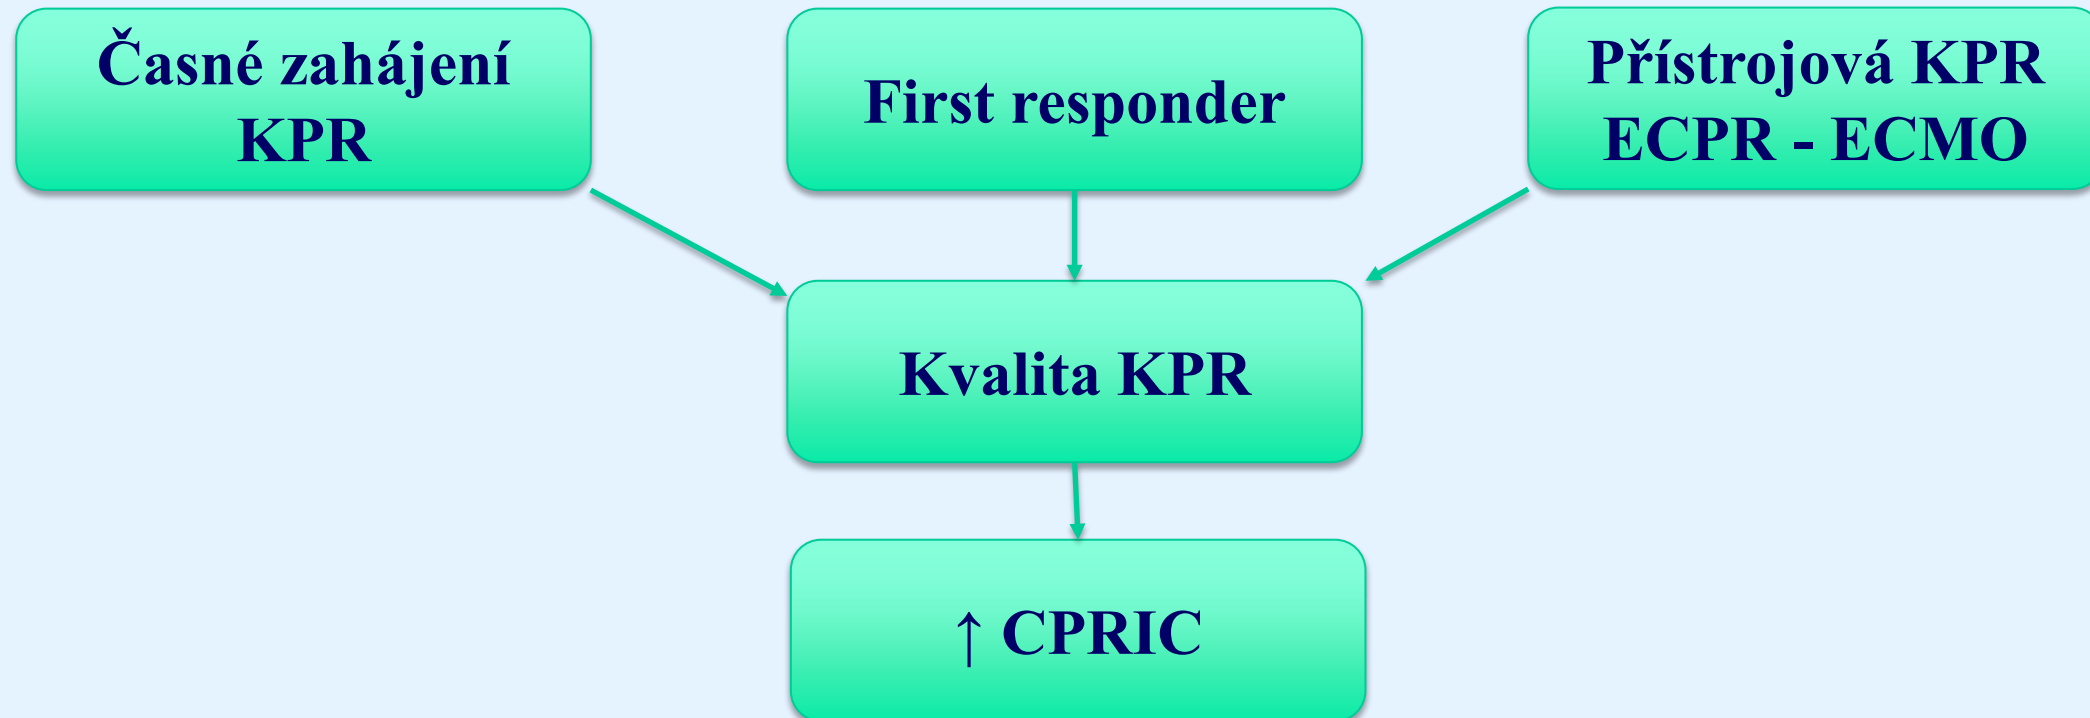 Časné zahájení
KPR
First responder
Přístrojová KPR
ECPR - ECMO
Kvalita KPR
↑ CPRIC